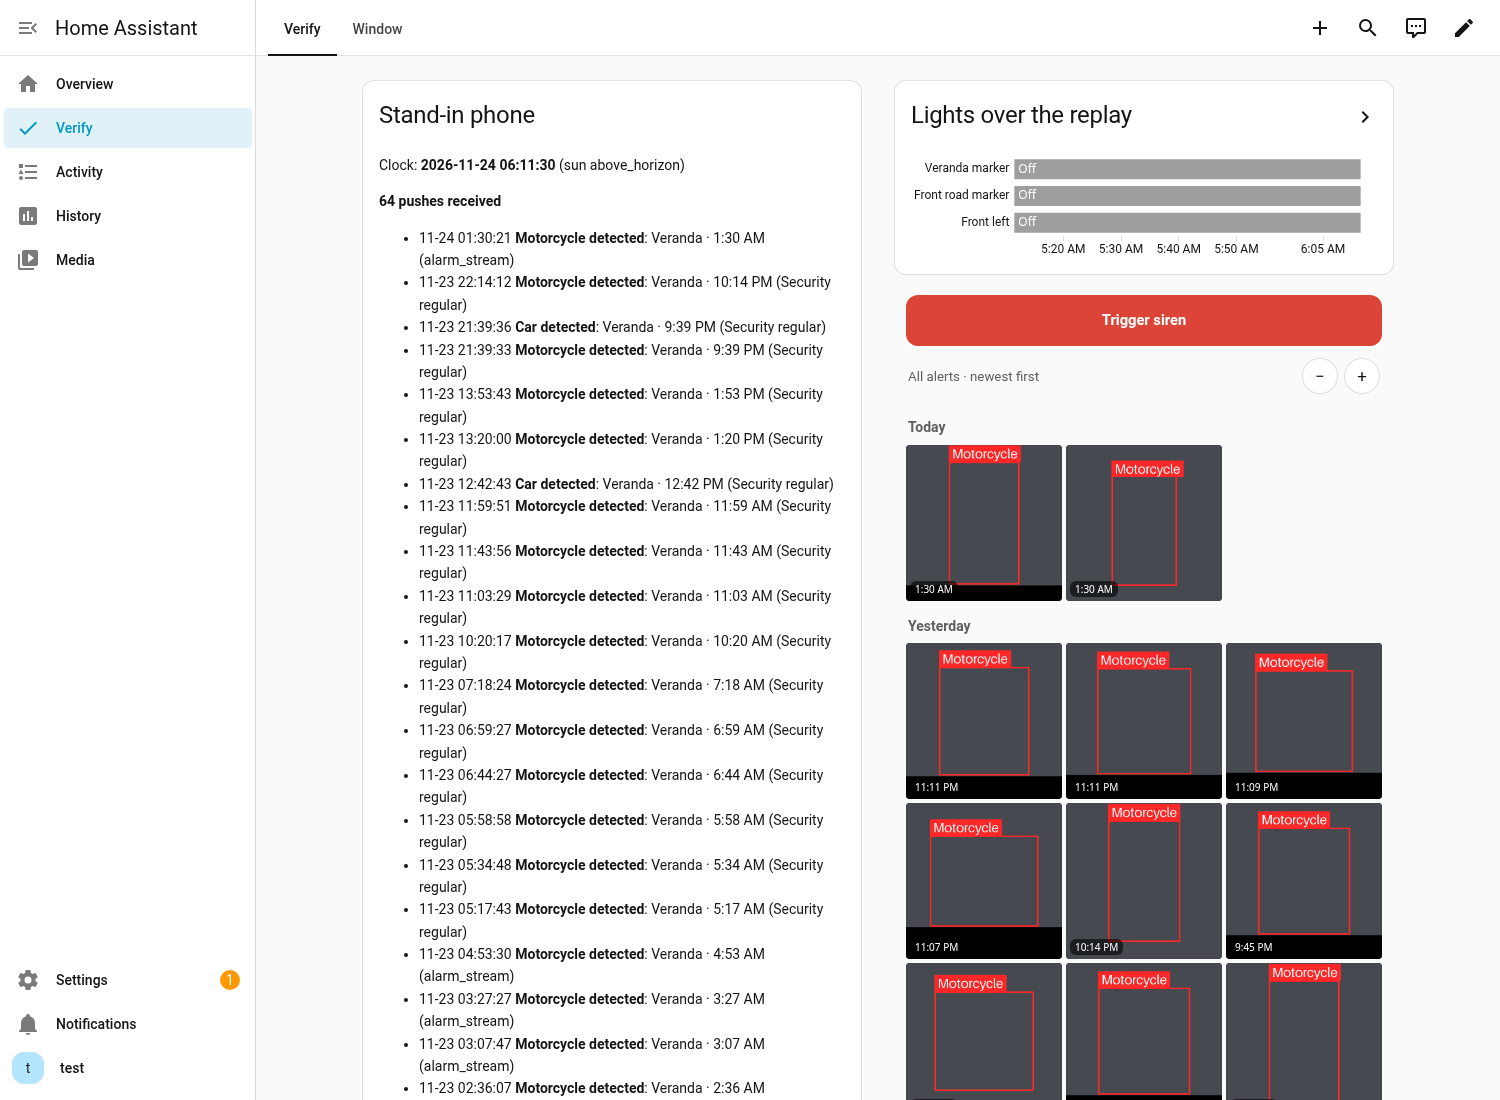 Home Assistant
Overview
Verify
Activity
History
Media
Settings
1
Notifications
t
test
Verify
Window
Stand-in phone
Clock: 2026-11-24 06:11:30 (sun above_horizon)
64 pushes received
• 11-24 01:30:21 Motorcycle detected: Veranda · 1:30 AM
(alarm_stream)
• 11-23 22:14:12 Motorcycle detected: Veranda · 10:14 PM (Security
regular)
• 11-23 21:39:36 Car detected: Veranda · 9:39 PM (Security regular)
• 11-23 21:39:33 Motorcycle detected: Veranda · 9:39 PM (Security
regular)
• 11-23 13:53:43 Motorcycle detected: Veranda · 1:53 PM (Security
regular)
• 11-23 13:20:00 Motorcycle detected: Veranda · 1:20 PM (Security
regular)
• 11-23 12:42:43 Car detected: Veranda · 12:42 PM (Security regular)
• 11-23 11:59:51 Motorcycle detected: Veranda · 11:59 AM (Security
regular)
• 11-23 11:43:56 Motorcycle detected: Veranda · 11:43 AM (Security
regular)
• 11-23 11:03:29 Motorcycle detected: Veranda · 11:03 AM (Security
regular)
• 11-23 10:20:17 Motorcycle detected: Veranda · 10:20 AM (Security
regular)
• 11-23 07:18:24 Motorcycle detected: Veranda · 7:18 AM (Security
regular)
• 11-23 06:59:27 Motorcycle detected: Veranda · 6:59 AM (Security
regular)
• 11-23 06:44:27 Motorcycle detected: Veranda · 6:44 AM (Security
regular)
• 11-23 05:58:58 Motorcycle detected: Veranda · 5:58 AM (Security
regular)
• 11-23 05:34:48 Motorcycle detected: Veranda · 5:34 AM (Security
regular)
• 11-23 05:17:43 Motorcycle detected: Veranda · 5:17 AM (Security
regular)
• 11-23 04:53:30 Motorcycle detected: Veranda · 4:53 AM
(alarm_stream)
• 11-23 03:27:27 Motorcycle detected: Veranda · 3:27 AM
(alarm_stream)
• 11-23 03:07:47 Motorcycle detected: Veranda · 3:07 AM
(alarm_stream)
• 11-23 02:36:07 Motorcycle detected: Veranda · 2:36 AM
Lights over the replay
Veranda marker Off
Front road marker Off
Front left Off
5:20 AM 5:30 AM 5:40 AM 5:50 AM 6:05 AM
Trigger siren
All alerts · newest first
− +
Today
Motorcycle
1:30 AM
Motorcycle
1:30 AM
Yesterday
Motorcycle
11:11 PM
Motorcycle
11:11 PM
Motorcycle
11:09 PM
Motorcycle
11:07 PM
Motorcycle
10:14 PM
Motorcycle
9:45 PM
Motorcycle
Motorcycle
Motorcycle